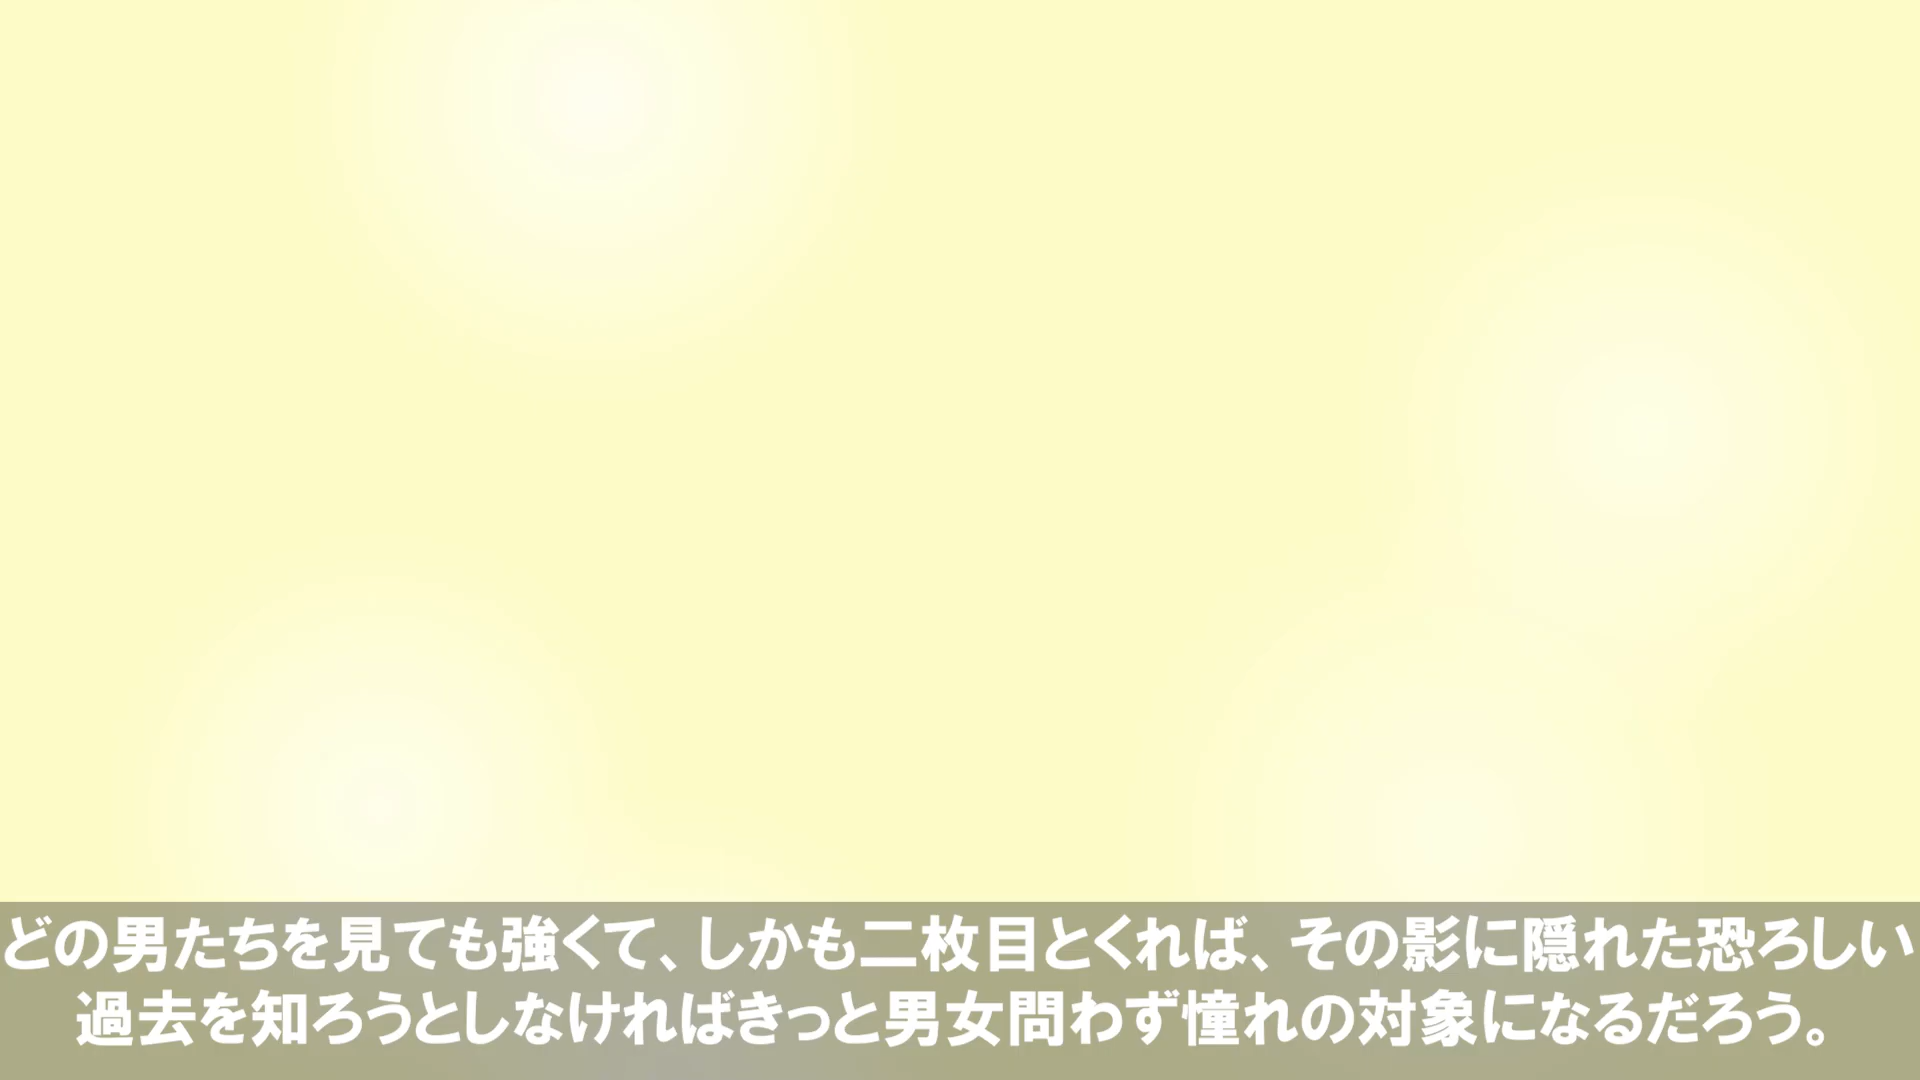 どの男たちを見ても強くて、しかも二枚目とくれば、その影に隠れた恐ろしい
過去を知ろうとしなければきっと男女問わず憧れの対象になるだろう。